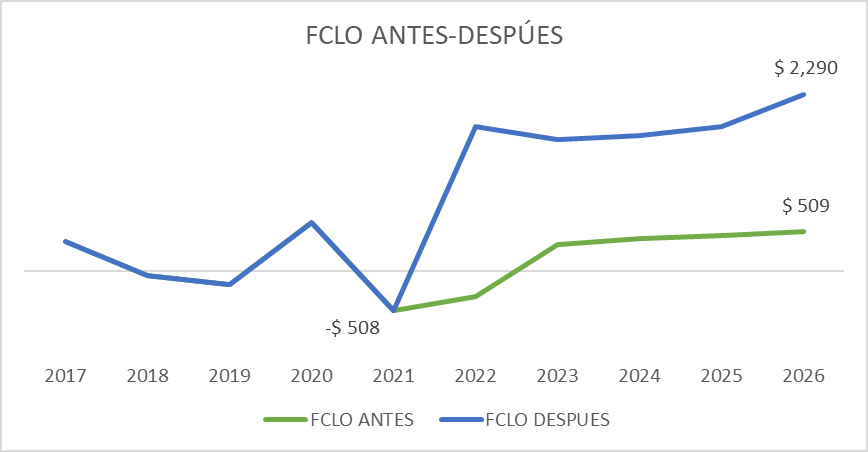 FCLO ANTES-DESPÚES
$ 2,290
$ 509
-$ 508
2017 2018 2019 2020 2021 2022 2023 2024 2025 2026
FCLO ANTES FCLO DESPUES